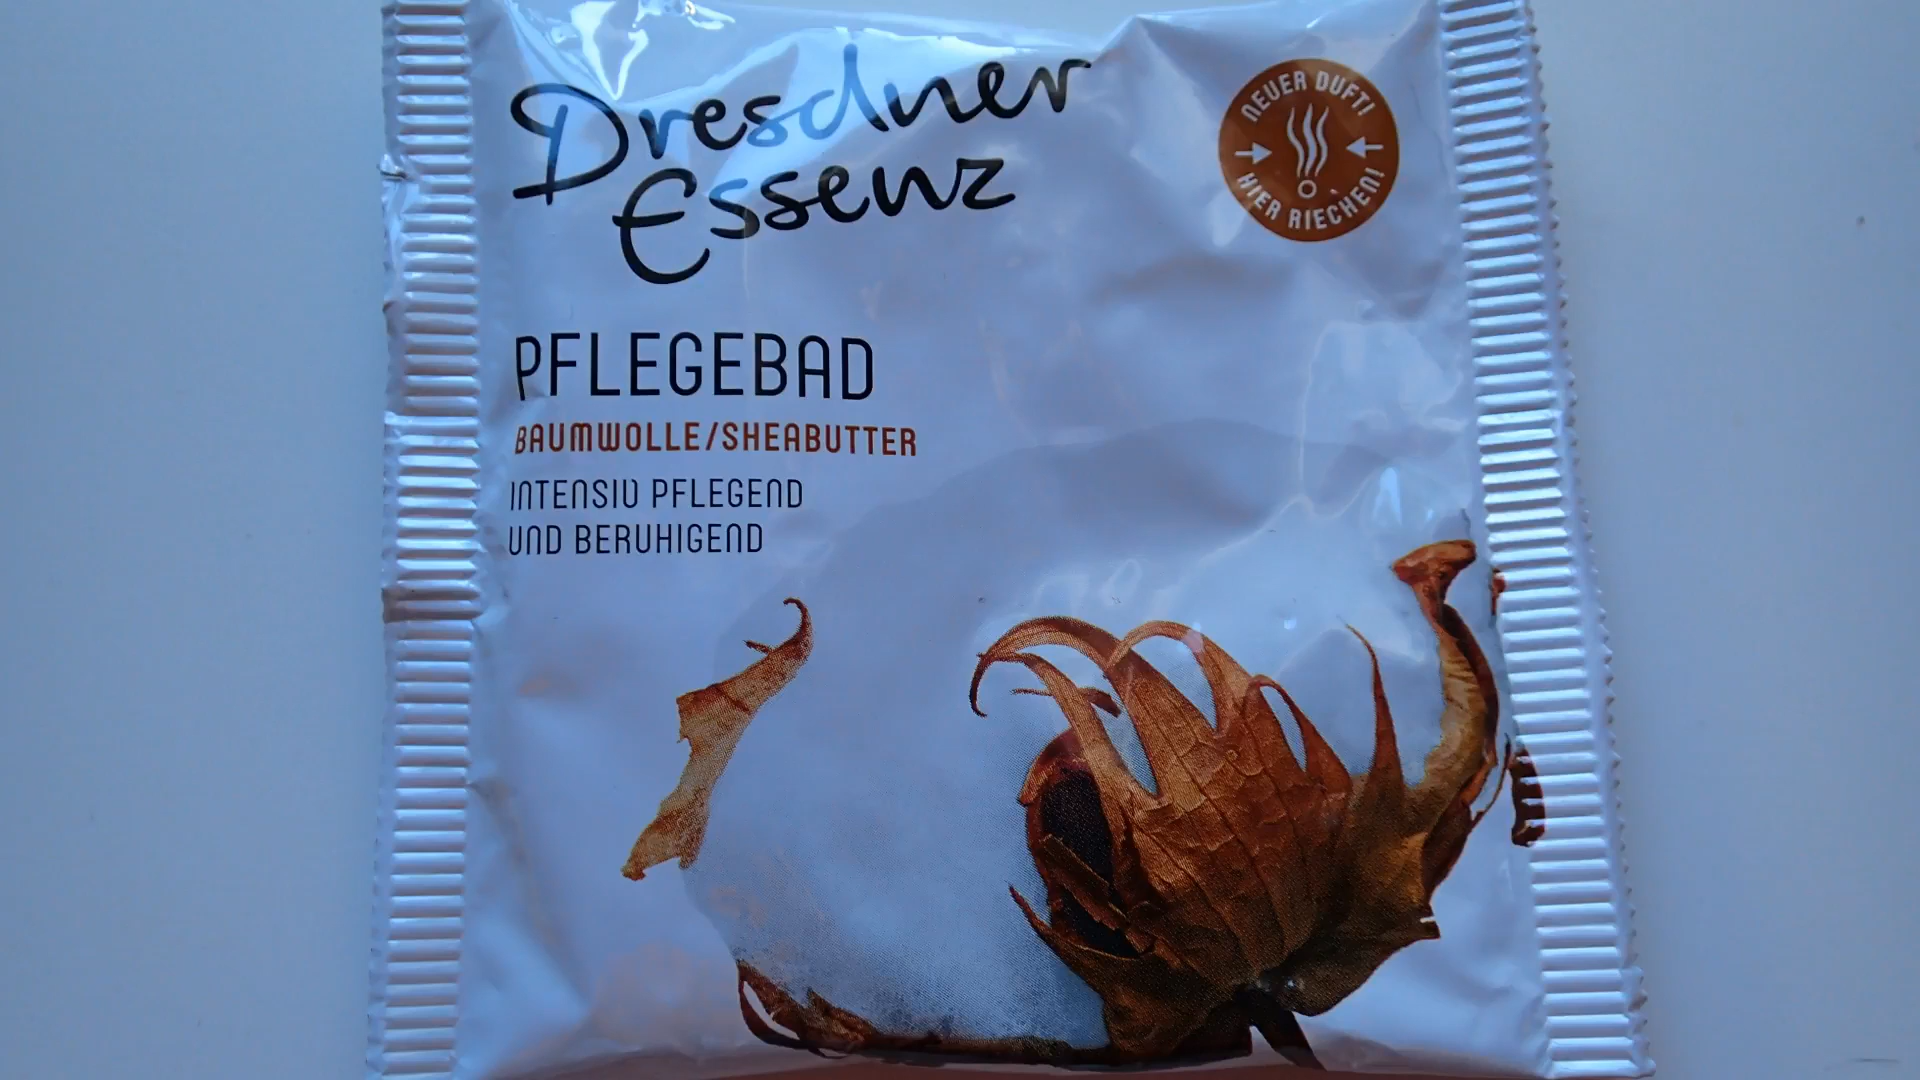 Dresdner
Essenz
NEUER DUFT!
HIER RIECHEN!
PFLEGEBAD
BAUMWOLLE/SHEABUTTER
INTENSIV PFLEGEND
UND BERUHIGEND